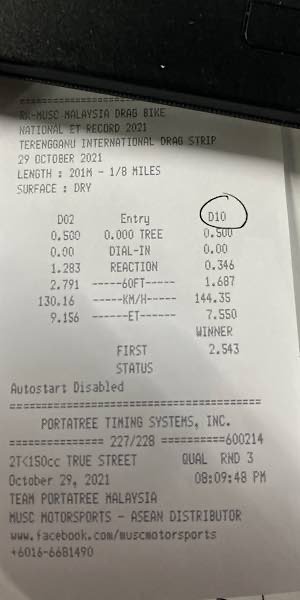 =====================================
RK-MUSC MALAYSIA DRAG BIKE
NATIONAL ET RECORD 2021
TERENGGANU INTERNATIONAL DRAG STRIP
29 OCTOBER 2021
LENGTH : 201M - 1/8 MILES
SURFACE : DRY
D02 Entry D10
0.500 0.000 TREE 0.500
0.00 DIAL-IN 0.00
1.283 REACTION 0.346
2.791 -----60FT----- 1.687
130.16 -----KM/H----- 144.35
9.156 ------ET------ 7.550
WINNER
FIRST 2.543
STATUS
Autostart Disabled
=====================================
PORTATREE TIMING SYSTEMS, INC.
============== 227/228 ==========600214
2T<150cc TRUE STREET QUAL RND 3
October 29, 2021 08:09:48 PM
TEAM PORTATREE MALAYSIA
MUSC MOTORSPORTS - ASEAN DISTRIBUTOR
www.facebook.com/muscmotorsports
+6016-6681490